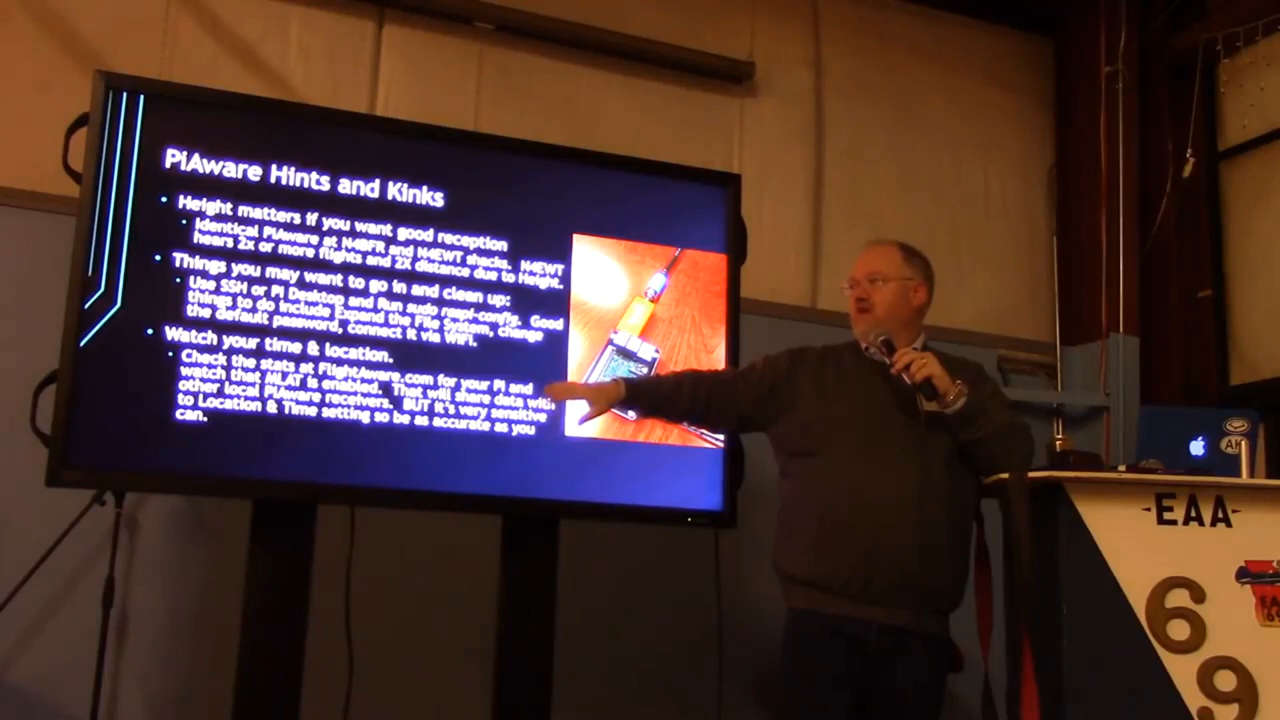 PiAware Hints and Kinks
• Height matters if you want good reception
• Identical PiAware at N4BFR and N4EWT shacks. N4EWT
hears 2x or more flights and 2X distance due to Height.
• Things you may want to go in and clean up:
• Use SSH or Pi Desktop and Run sudo raspi-config. Good
things to do include Expand the File System, change
the default password, connect it via WiFi.
• Watch your time & location.
• Check the stats at FlightAware.com for your Pi and
watch that MLAT is enabled. That will share data with
other local PiAware receivers. BUT it's very sensitive
to Location & Time setting so be as accurate as you
can.
AK
-EAA-
69